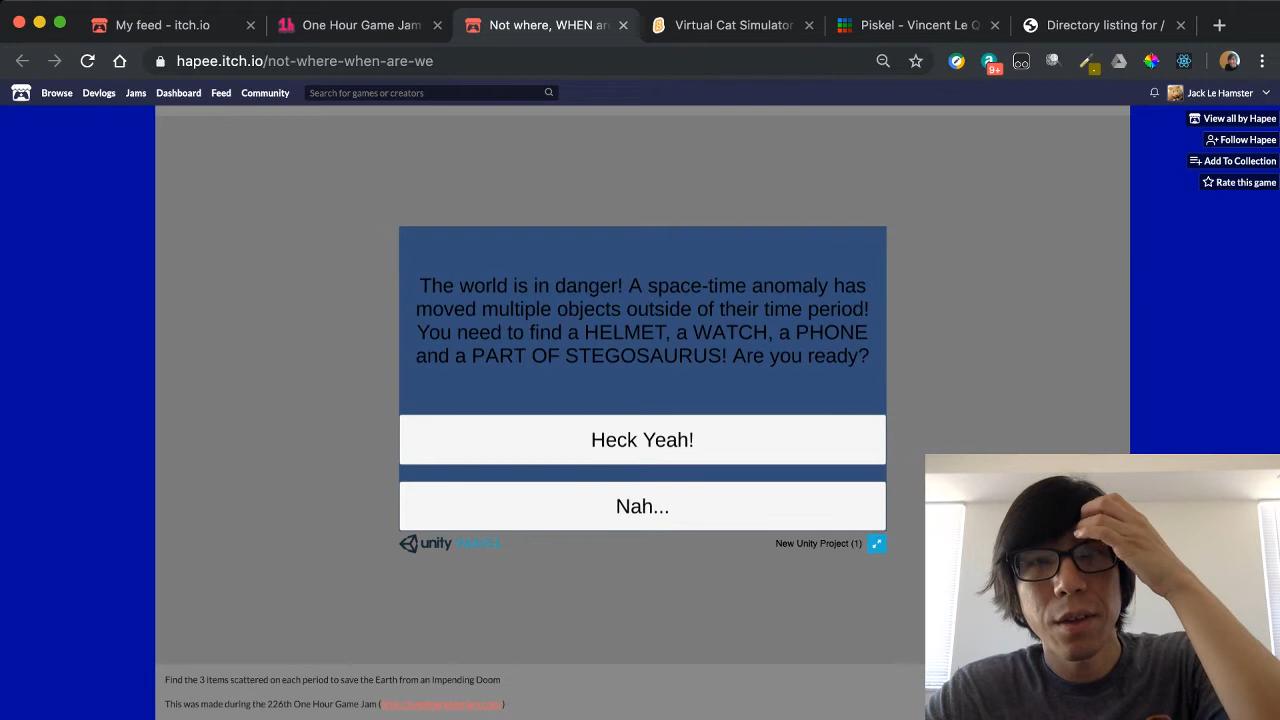 My feed - itch.io
One Hour Game Jam
Not where, WHEN ar
Virtual Cat Simulator
Piskel - Vincent Le Q
Directory listing for /
hapee.itch.io/not-where-when-are-we
9+
Browse Devlogs Jams Dashboard Feed Community
Search for games or creators
Jack Le Hamster
View all by Hapee
Follow Hapee
Add To Collection
Rate this game
The world is in danger! A space-time anomaly has
moved multiple objects outside of their time period!
You need to find a HELMET, a WATCH, a PHONE
and a PART OF STEGOSAURUS! Are you ready?
Heck Yeah!
Nah...
unity WebGL
New Unity Project (1)
Find the 3 items scattered on each period to save the Earth from an Impending Doom
This was made during the 226th One Hour Game Jam (